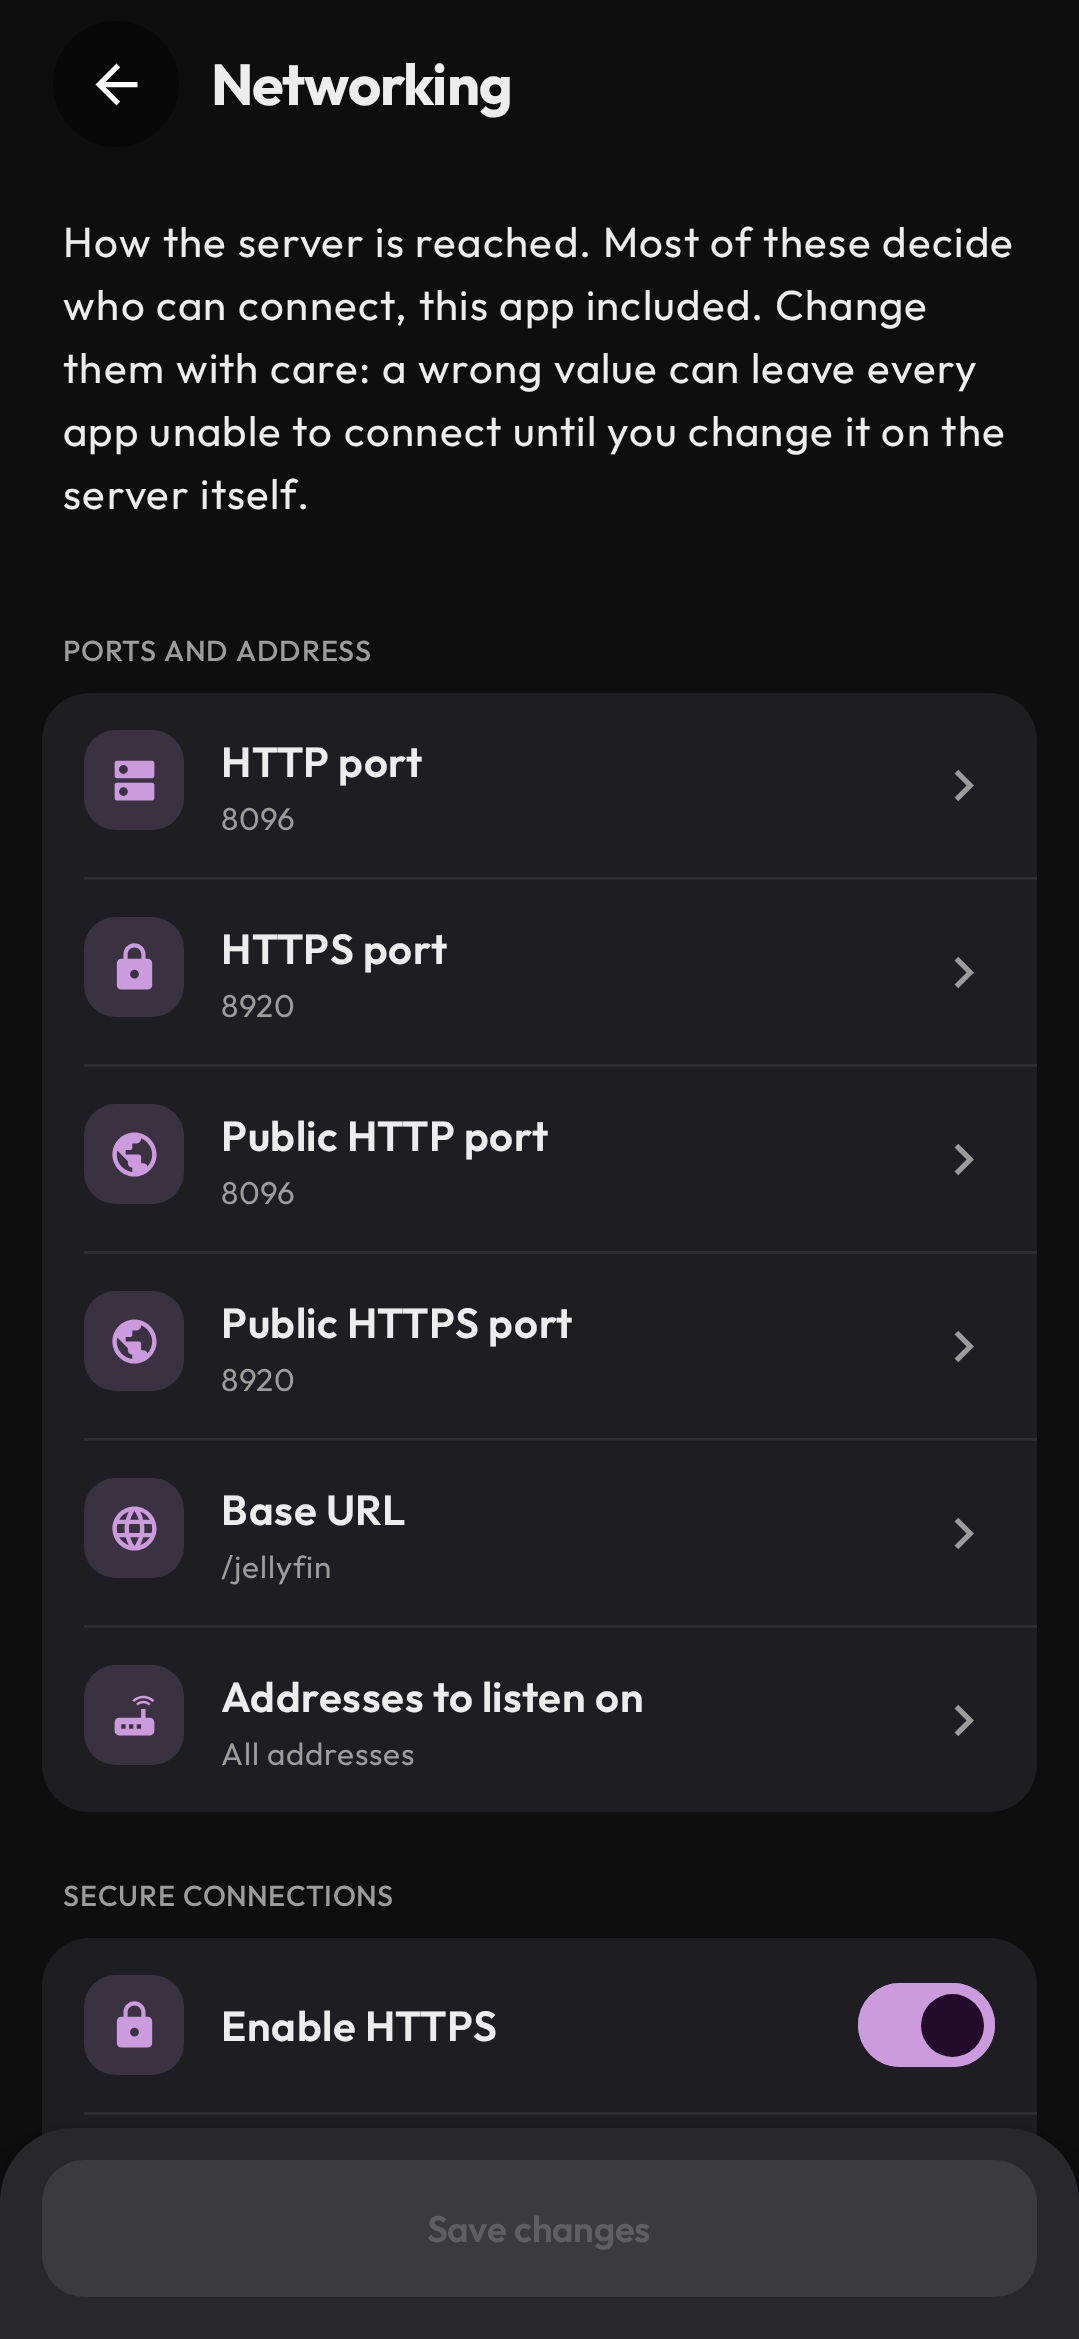 Networking
How the server is reached. Most of these decide
who can connect, this app included. Change
them with care: a wrong value can leave every
app unable to connect until you change it on the
server itself.
PORTS AND ADDRESS
HTTP port
8096
HTTPS port
8920
Public HTTP port
8096
Public HTTPS port
8920
Base URL
/jellyfin
Addresses to listen on
All addresses
SECURE CONNECTIONS
Enable HTTPS
Save changes